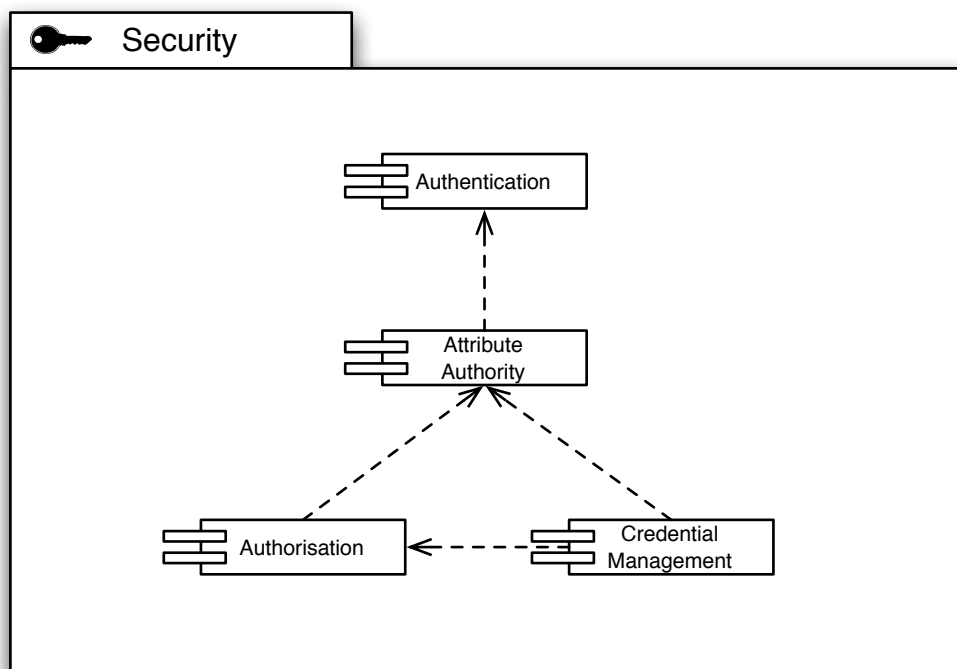 Security
Authentication
Attribute
Authority
Authorisation
Credential
Management